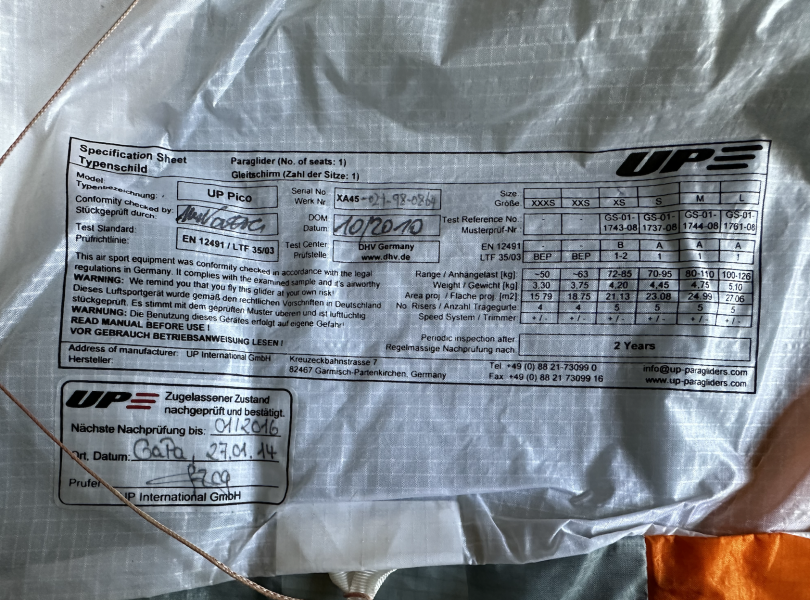 Specification Sheet
Typenschild
Paraglider (No. of seats: 1)
Gleitschirm (Zahl der Sitze: 1)
UP
Model
Typenbezeichnung: UP Pico
Serial No
Werk Nr. XA45-
Conformity checked by
Stückgeprüft durch:
DOM
Datum 10/2010
Test Standard:
Prüfrichtlinie: EN 12491 / LTF 35/03
Test Center
Prüfstelle DHV Germany
www.dhv.de
Size
Größe XXXS XXS XS S M L
Test Reference No.
Musterprüf-Nr. - - GS-01-1743-08 GS-01-1737-08 GS-01-1744-08 GS-01-1761-08
EN 12491 - - B A A A
LTF 35/03 BEP BEP 1-2 1 1 1
Range / Anhängelast [kg] ~50 ~63 72-85 70-95 80-110 100-126
Weight / Gewicht [kg] 3,30 3,75 4,20 4,45 4,75 5,10
Area proj / Fläche proj. [m2] 15.79 18.75 21.13 23.08 24.99 27.06
No. Risers / Anzahl Tragegurte 4 4 5 5 5 5
Speed System / Trimmer + / - + / - + / - + / - + / - + / -
This air sport equipment was conformity checked in accordance with the legal
regulations in Germany. It complies with the examined sample and it's airworthy
WARNING: We remind you that you fly this glider at your own risk!
Dieses Luftsportgerät wurde gemäß den rechtlichen Vorschriften in Deutschland
stückgeprüft. Es stimmt mit dem geprüften Muster überein und ist lufttüchtig
WARNUNG: Die Benutzung dieses Gerätes erfolgt auf eigene Gefahr!
READ MANUAL BEFORE USE !
VOR GEBRAUCH BETRIEBSANWEISUNG LESEN !
Periodic inspection after.
Regelmässige Nachprüfung nach: 2 Years
Address of manufacturer: UP International GmbH
Hersteller:
Kreuzeckbahnstrasse 7
82467 Garmisch-Partenkirchen, Germany
Tel +49 (0) 88 21-73099 0
Fax +49 (0) 88 21-73099 16
info@up-paragliders.com
www.up-paragliders.com
UP
Zugelassener Zustand
nachgeprüft und bestätigt.
Nächste Nachprüfung bis: 01/2016
Ort, Datum: GaPa, 27.01.14
Prüfer
UP International GmbH